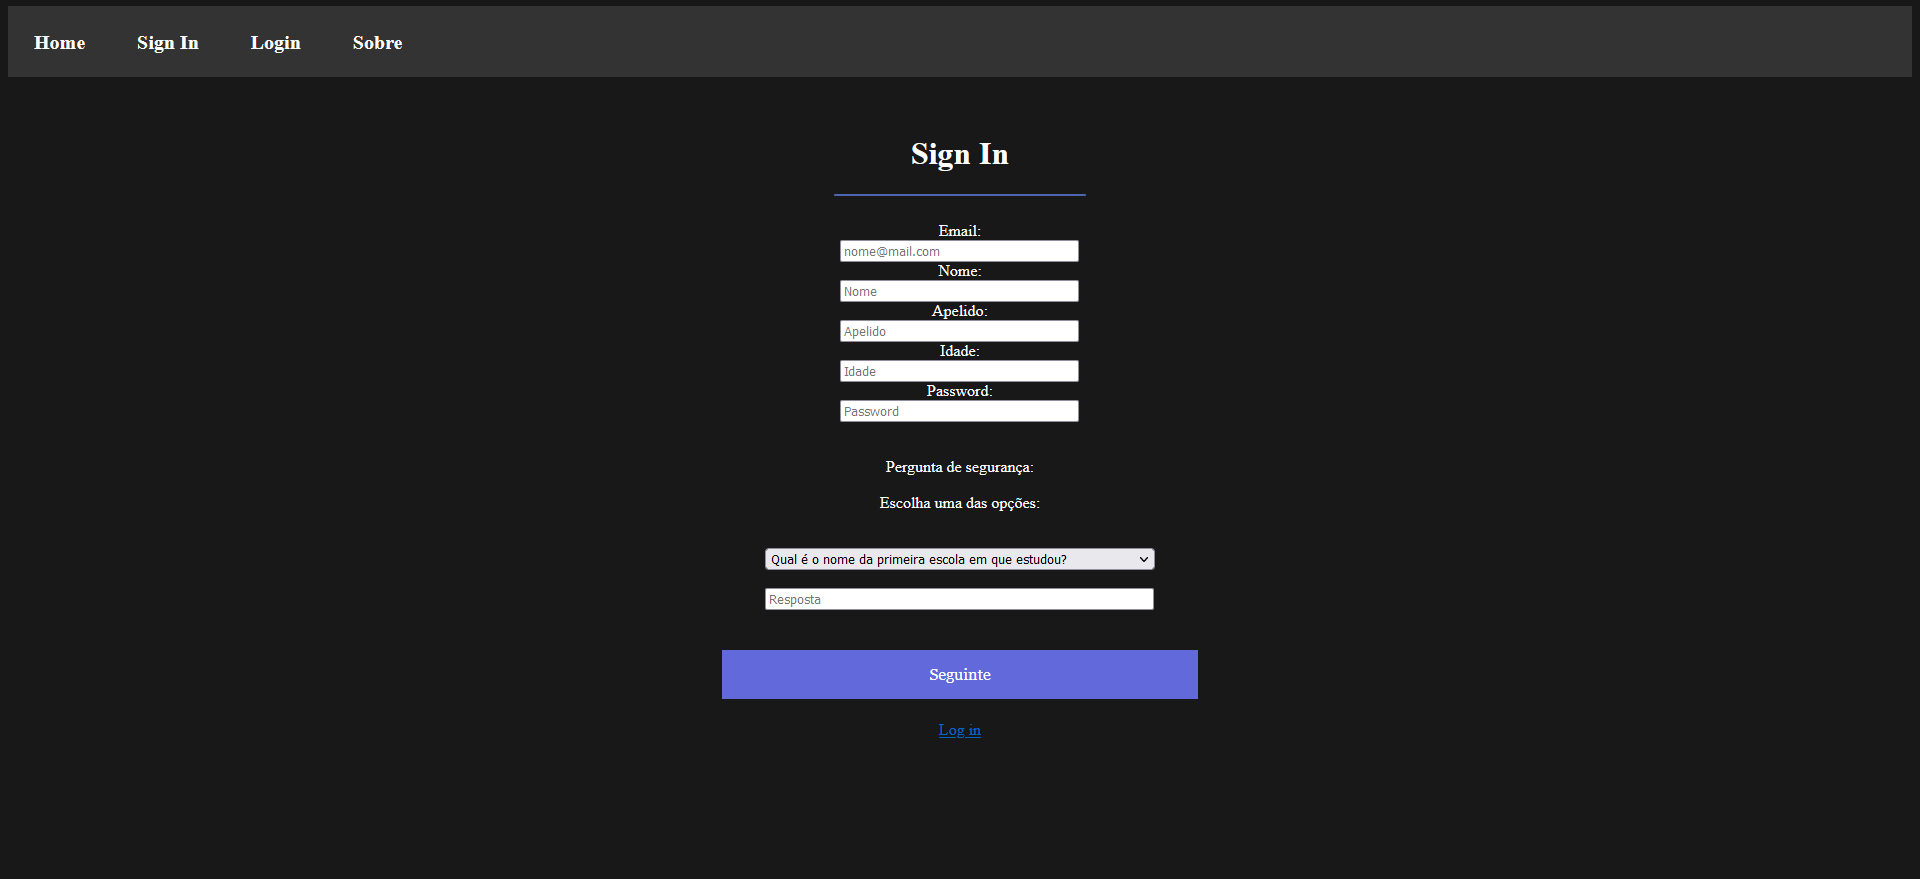 Home Sign In Login Sobre
Sign In
Email:
nome@mail.com
Nome:
Nome
Apelido:
Apelido
Idade:
Idade
Password:
Password
Pergunta de segurança:
Escolha uma das opções:
Qual é o nome da primeira escola em que estudou?
Resposta
Seguinte
Log in